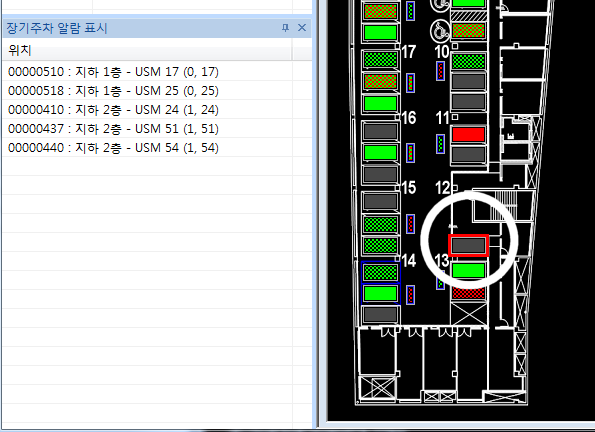 장기주차 알람 표시
위치
00000510 : 지하 1층 - USM 17 (0, 17)
00000518 : 지하 1층 - USM 25 (0, 25)
00000410 : 지하 2층 - USM 24 (1, 24)
00000437 : 지하 2층 - USM 51 (1, 51)
00000440 : 지하 2층 - USM 54 (1, 54)
17 10
16 11
15 12
14 13